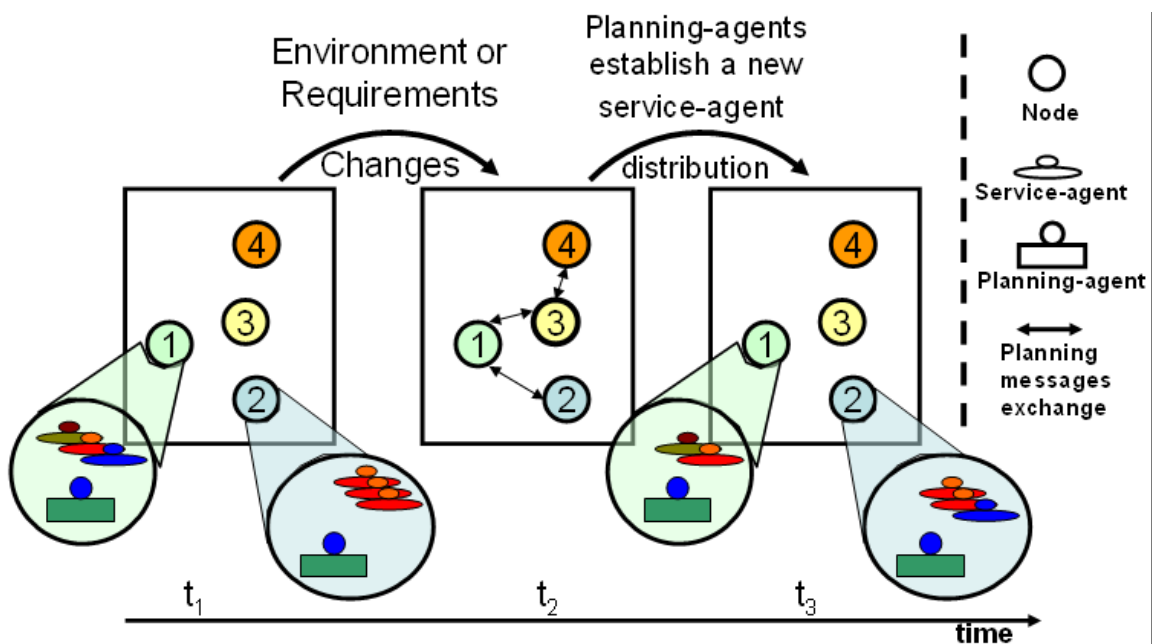 Environment or
Requirements
Changes
Planning-agents
establish a new
service-agent
distribution
4
3
1
2
4
3
1
2
4
3
1
2
Node
Service-agent
Planning-agent
Planning
messages
exchange
t1
t2
t3
time